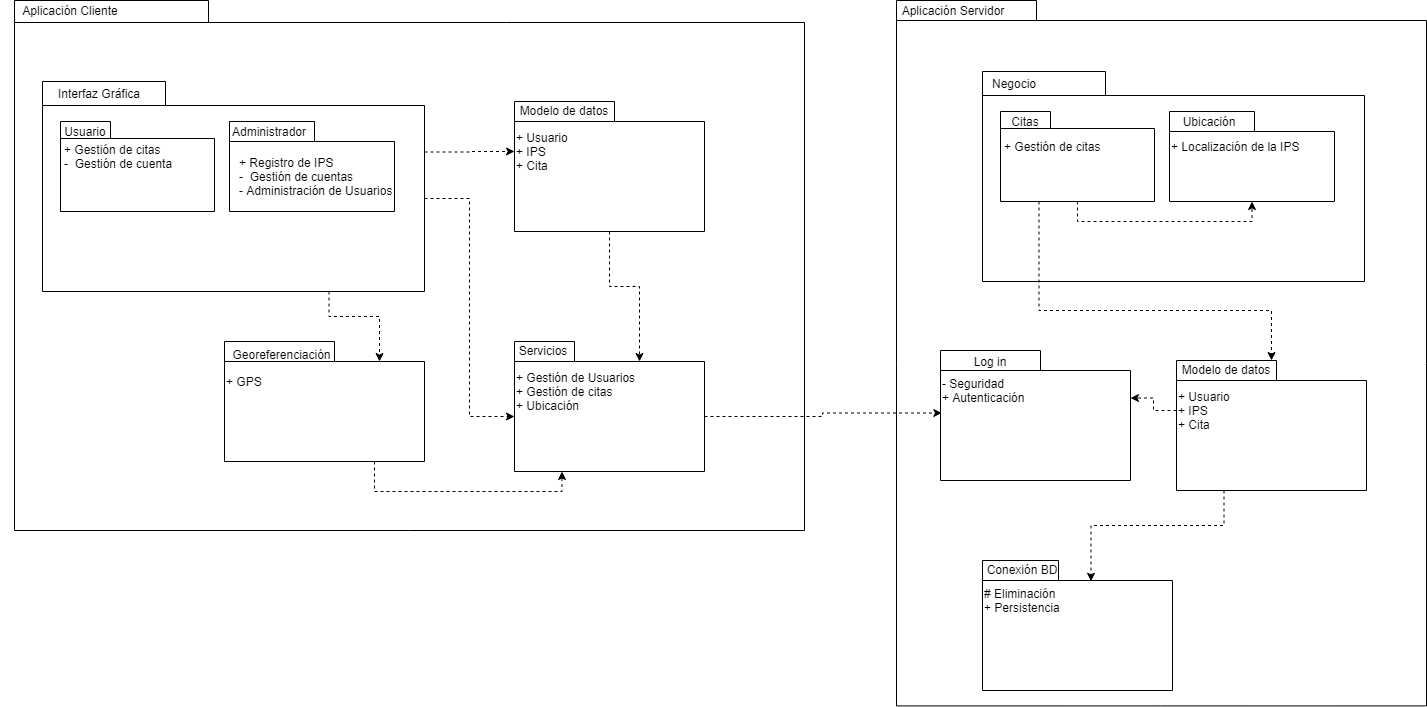 Aplicación Cliente
Interfaz Gráfica
Usuario
+ Gestión de citas
- Gestión de cuenta
Administrador
+ Registro de IPS
- Gestión de cuentas
- Administración de Usuarios
Modelo de datos
+ Usuario
+ IPS
+ Cita
Georeferenciación
+ GPS
Servicios
+ Gestión de Usuarios
+ Gestión de citas
+ Ubicación
Aplicación Servidor
Negocio
Citas
+ Gestión de citas
Ubicación
+ Localización de la IPS
Log in
- Seguridad
+ Autenticación
Modelo de datos
+ Usuario
+ IPS
+ Cita
Conexión BD
# Eliminación
+ Persistencia